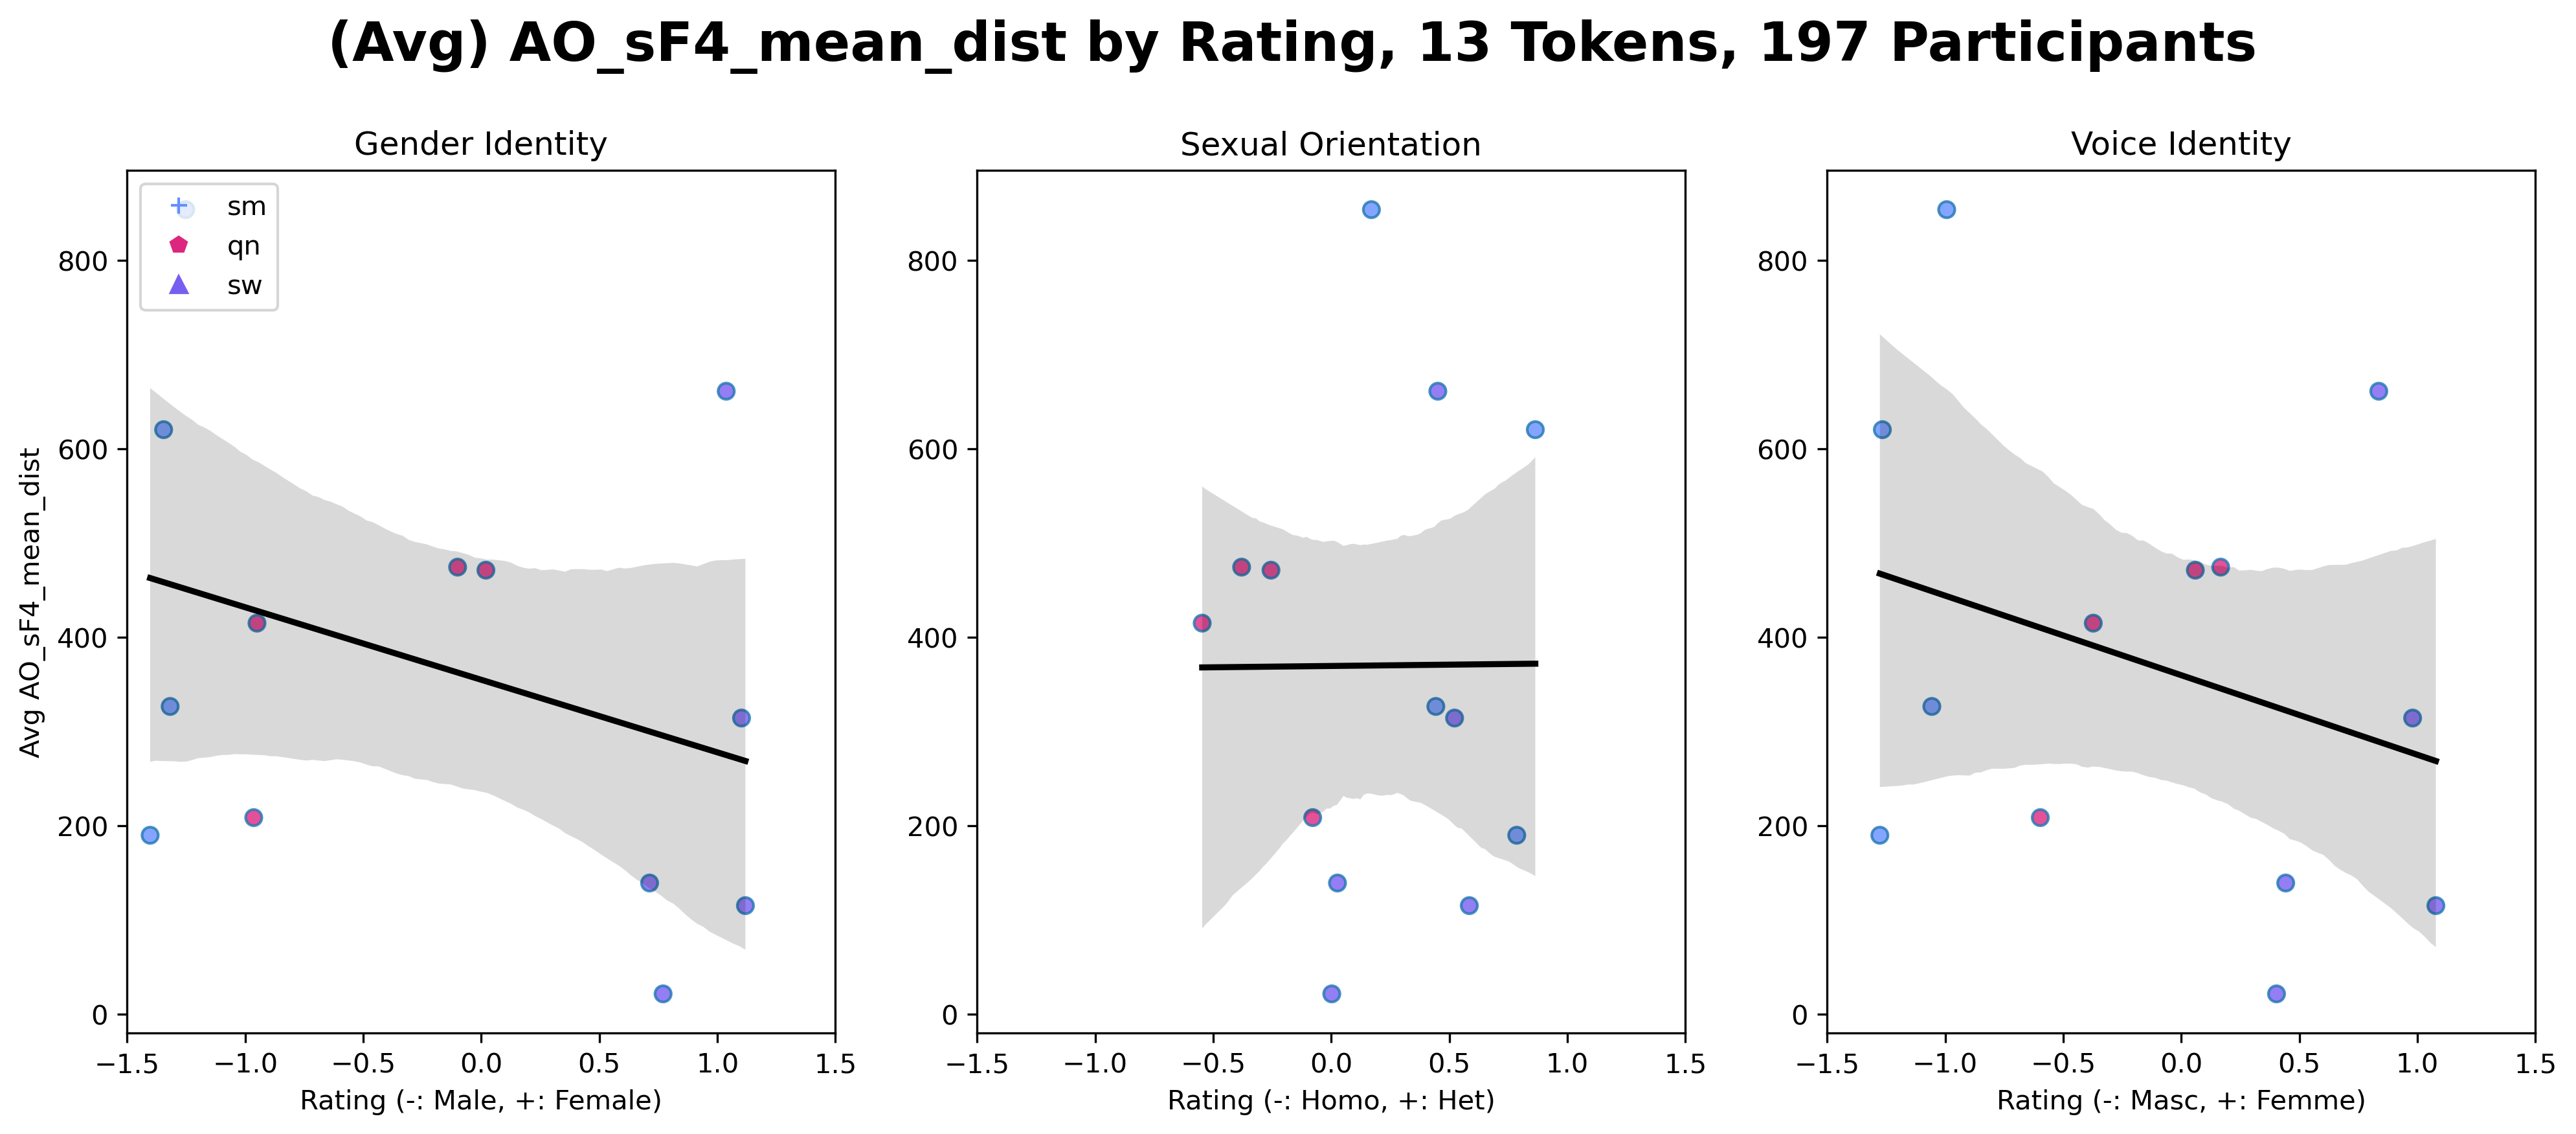 (Avg) AO_sF4_mean_dist by Rating, 13 Tokens, 197 Participants
Gender Identity
Sexual Orientation
Voice Identity
sm
qn
sw
Avg AO_sF4_mean_dist
800
600
400
200
0
−1.5 −1.0 −0.5 0.0 0.5 1.0 1.5
Rating (-: Male, +: Female)
800
600
400
200
0
−1.5 −1.0 −0.5 0.0 0.5 1.0 1.5
Rating (-: Homo, +: Het)
800
600
400
200
0
−1.5 −1.0 −0.5 0.0 0.5 1.0 1.5
Rating (-: Masc, +: Femme)